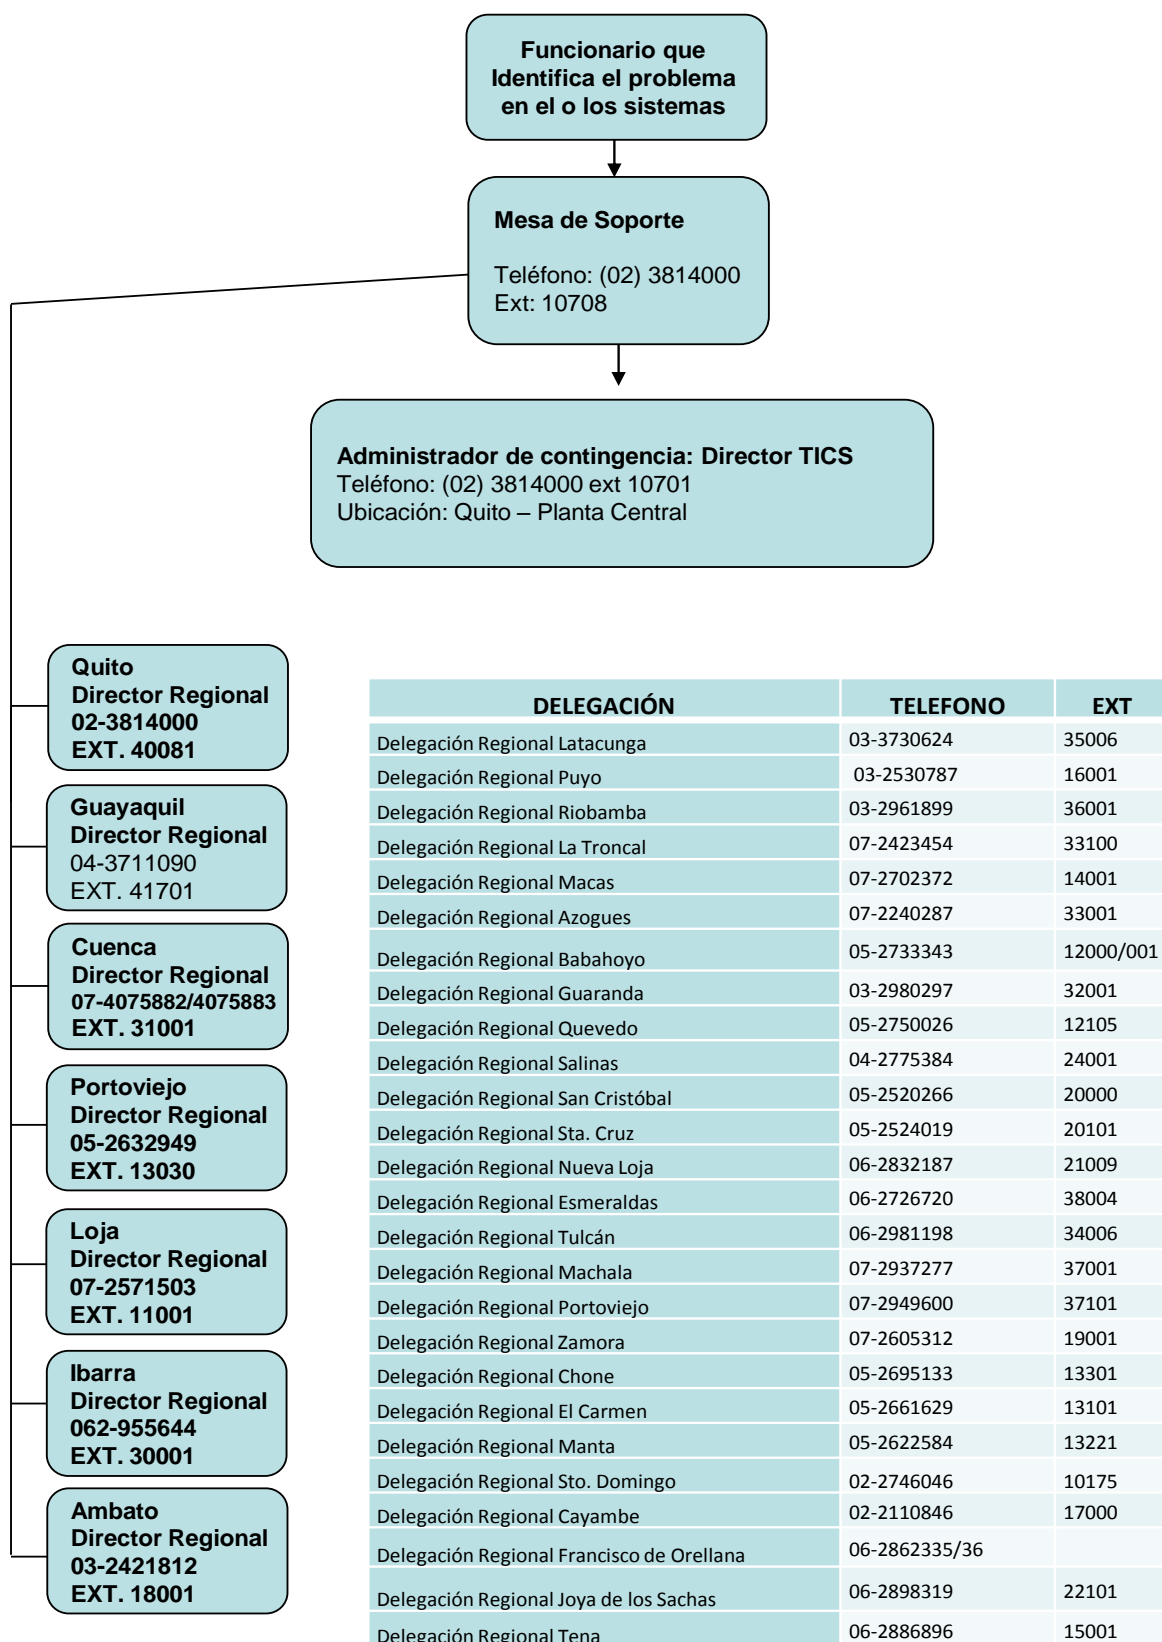 Funcionario que
Identifica el problema
en el o los sistemas
Mesa de Soporte
Teléfono: (02) 3814000
Ext: 10708
Administrador de contingencia: Director TICS
Teléfono: (02) 3814000 ext 10701
Ubicación: Quito – Planta Central
Quito
Director Regional
02-3814000
EXT. 40081
Guayaquil
Director Regional
04-3711090
EXT. 41701
Cuenca
Director Regional
07-4075882/4075883
EXT. 31001
Portoviejo
Director Regional
05-2632949
EXT. 13030
Loja
Director Regional
07-2571503
EXT. 11001
Ibarra
Director Regional
062-955644
EXT. 30001
Ambato
Director Regional
03-2421812
EXT. 18001
DELEGACIÓN TELEFONO EXT
Delegación Regional Latacunga 03-3730624 35006
Delegación Regional Puyo 03-2530787 16001
Delegación Regional Riobamba 03-2961899 36001
Delegación Regional La Troncal 07-2423454 33100
Delegación Regional Macas 07-2702372 14001
Delegación Regional Azogues 07-2240287 33001
Delegación Regional Babahoyo 05-2733343 12000/001
Delegación Regional Guaranda 03-2980297 32001
Delegación Regional Quevedo 05-2750026 12105
Delegación Regional Salinas 04-2775384 24001
Delegación Regional San Cristóbal 05-2520266 20000
Delegación Regional Sta. Cruz 05-2524019 20101
Delegación Regional Nueva Loja 06-2832187 21009
Delegación Regional Esmeraldas 06-2726720 38004
Delegación Regional Tulcán 06-2981198 34006
Delegación Regional Machala 07-2937277 37001
Delegación Regional Portoviejo 07-2949600 37101
Delegación Regional Zamora 07-2605312 19001
Delegación Regional Chone 05-2695133 13301
Delegación Regional El Carmen 05-2661629 13101
Delegación Regional Manta 05-2622584 13221
Delegación Regional Sto. Domingo 02-2746046 10175
Delegación Regional Cayambe 02-2110846 17000
Delegación Regional Francisco de Orellana 06-2862335/36
Delegación Regional Joya de los Sachas 06-2898319 22101
Delegación Regional Tena 06-2886896 15001